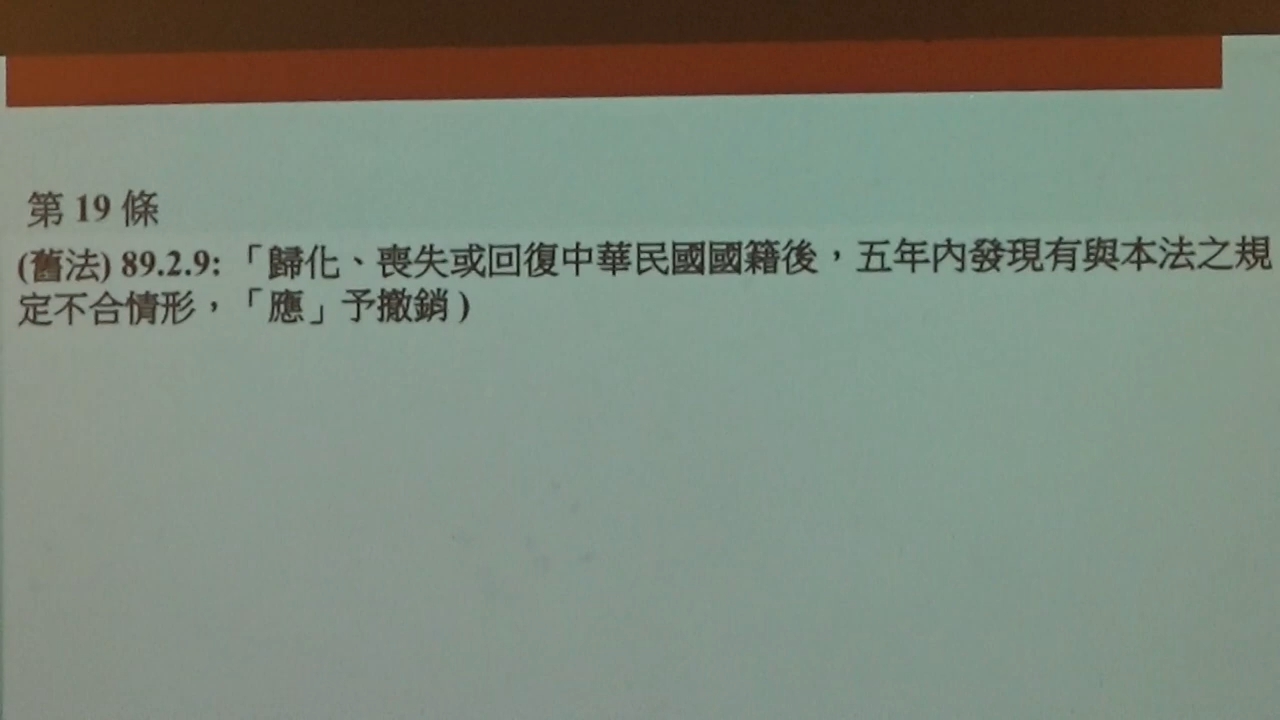 第 19 條
(舊法) 89.2.9: 「歸化、喪失或回復中華民國國籍後，五年內發現有與本法之規
定不合情形，「應」予撤銷 )